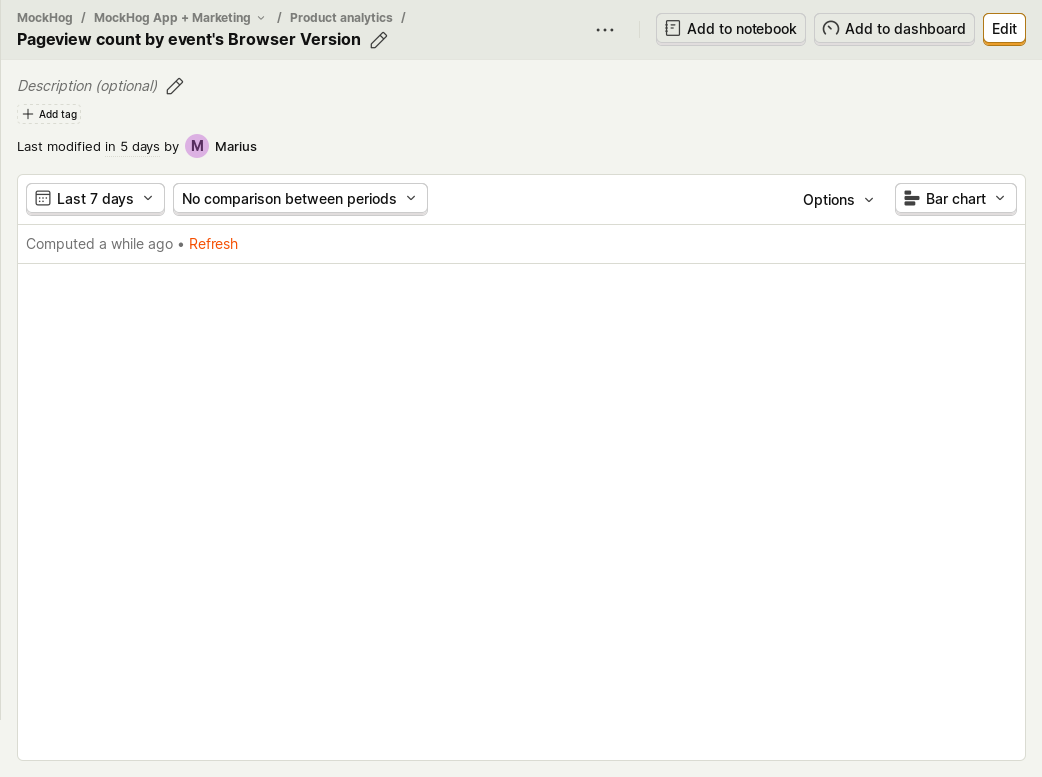 MockHog / MockHog App + Marketing / Product analytics /
Pageview count by event's Browser Version
Add to notebook
Add to dashboard
Edit
Description (optional)
Add tag
Last modified in 5 days by M Marius
Last 7 days
No comparison between periods
Options
Bar chart
Computed a while ago • Refresh